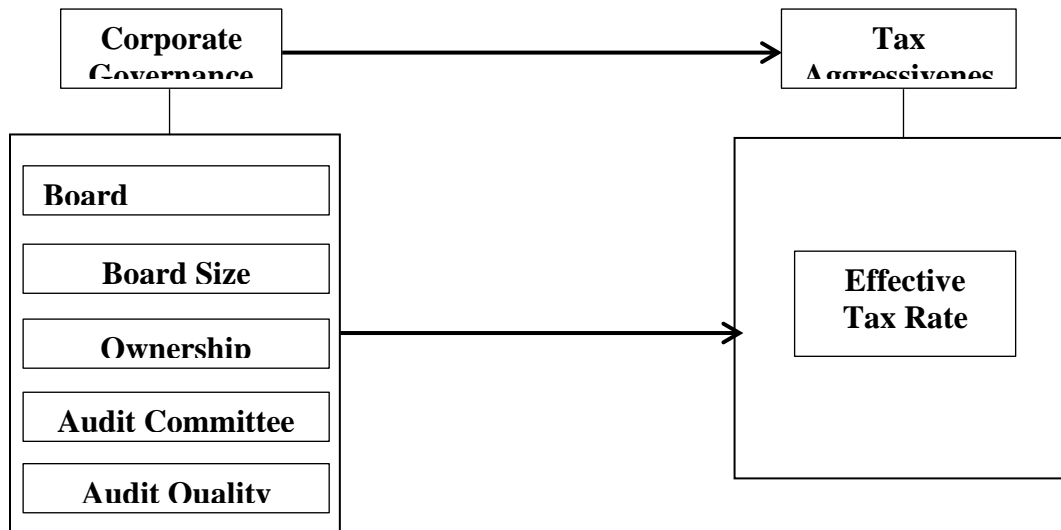 Corporate
Governance
Tax
Aggressivenes
Board
Board Size
Ownership
Audit Committee
Audit Quality
Effective
Tax Rate